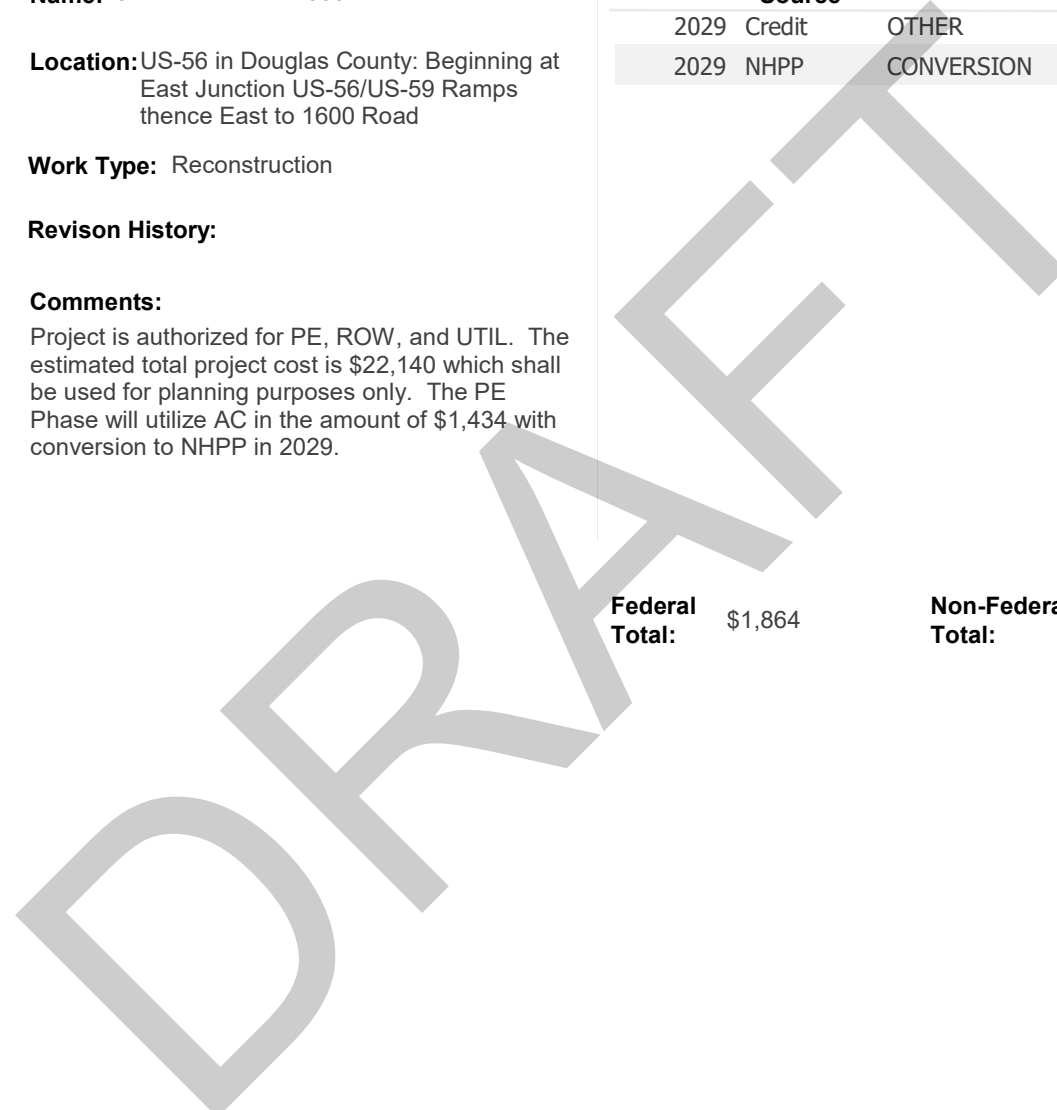 Location: US-56 in Douglas County: Beginning at
East Junction US-56/US-59 Ramps
thence East to 1600 Road
Work Type: Reconstruction
Revison History:
Comments:
Project is authorized for PE, ROW, and UTIL. The
estimated total project cost is $22,140 which shall
be used for planning purposes only. The PE
Phase will utilize AC in the amount of $1,434 with
conversion to NHPP in 2029.
Source
2029 Credit OTHER
2029 NHPP CONVERSION
Federal
Total: $1,864
Non-Federa
Total:
DRAFT